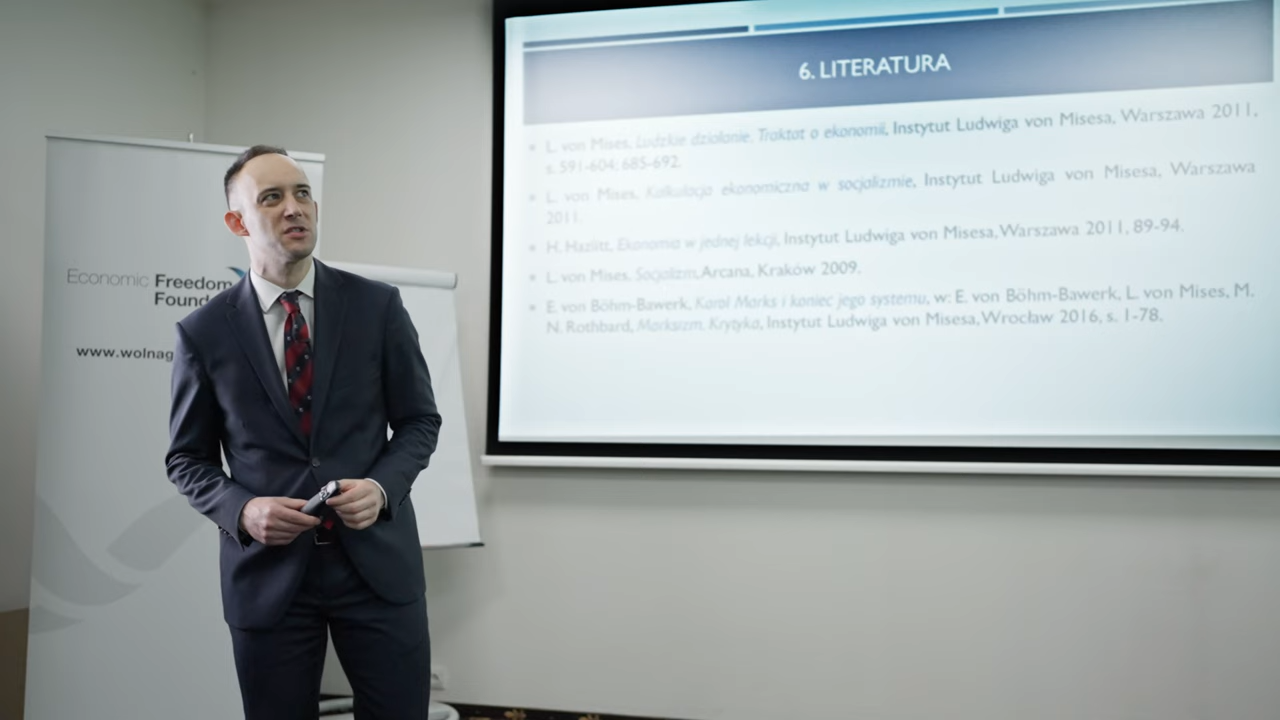 Economic Freedom
Found
www.wolnag
6. LITERATURA
L. von Mises, Ludzkie działanie. Traktat o ekonomii, Instytut Ludwiga von Misesa, Warszawa 2011,
s. 591-604; 685-692.
L. von Mises, Kalkulacja ekonomiczna w socjalizmie, Instytut Ludwiga von Misesa, Warszawa
2011.
H. Hazlitt, Ekonomia w jednej lekcji, Instytut Ludwiga von Misesa, Warszawa 2011, 89-94.
L. von Mises, Socjalizm, Arcana, Kraków 2009.
E. von Böhm-Bawerk, Karol Marks i koniec jego systemu, w: E. von Böhm-Bawerk, L. von Mises, M.
N. Rothbard, Marksizm. Krytyka, Instytut Ludwiga von Misesa, Wrocław 2016, s. 1-78.